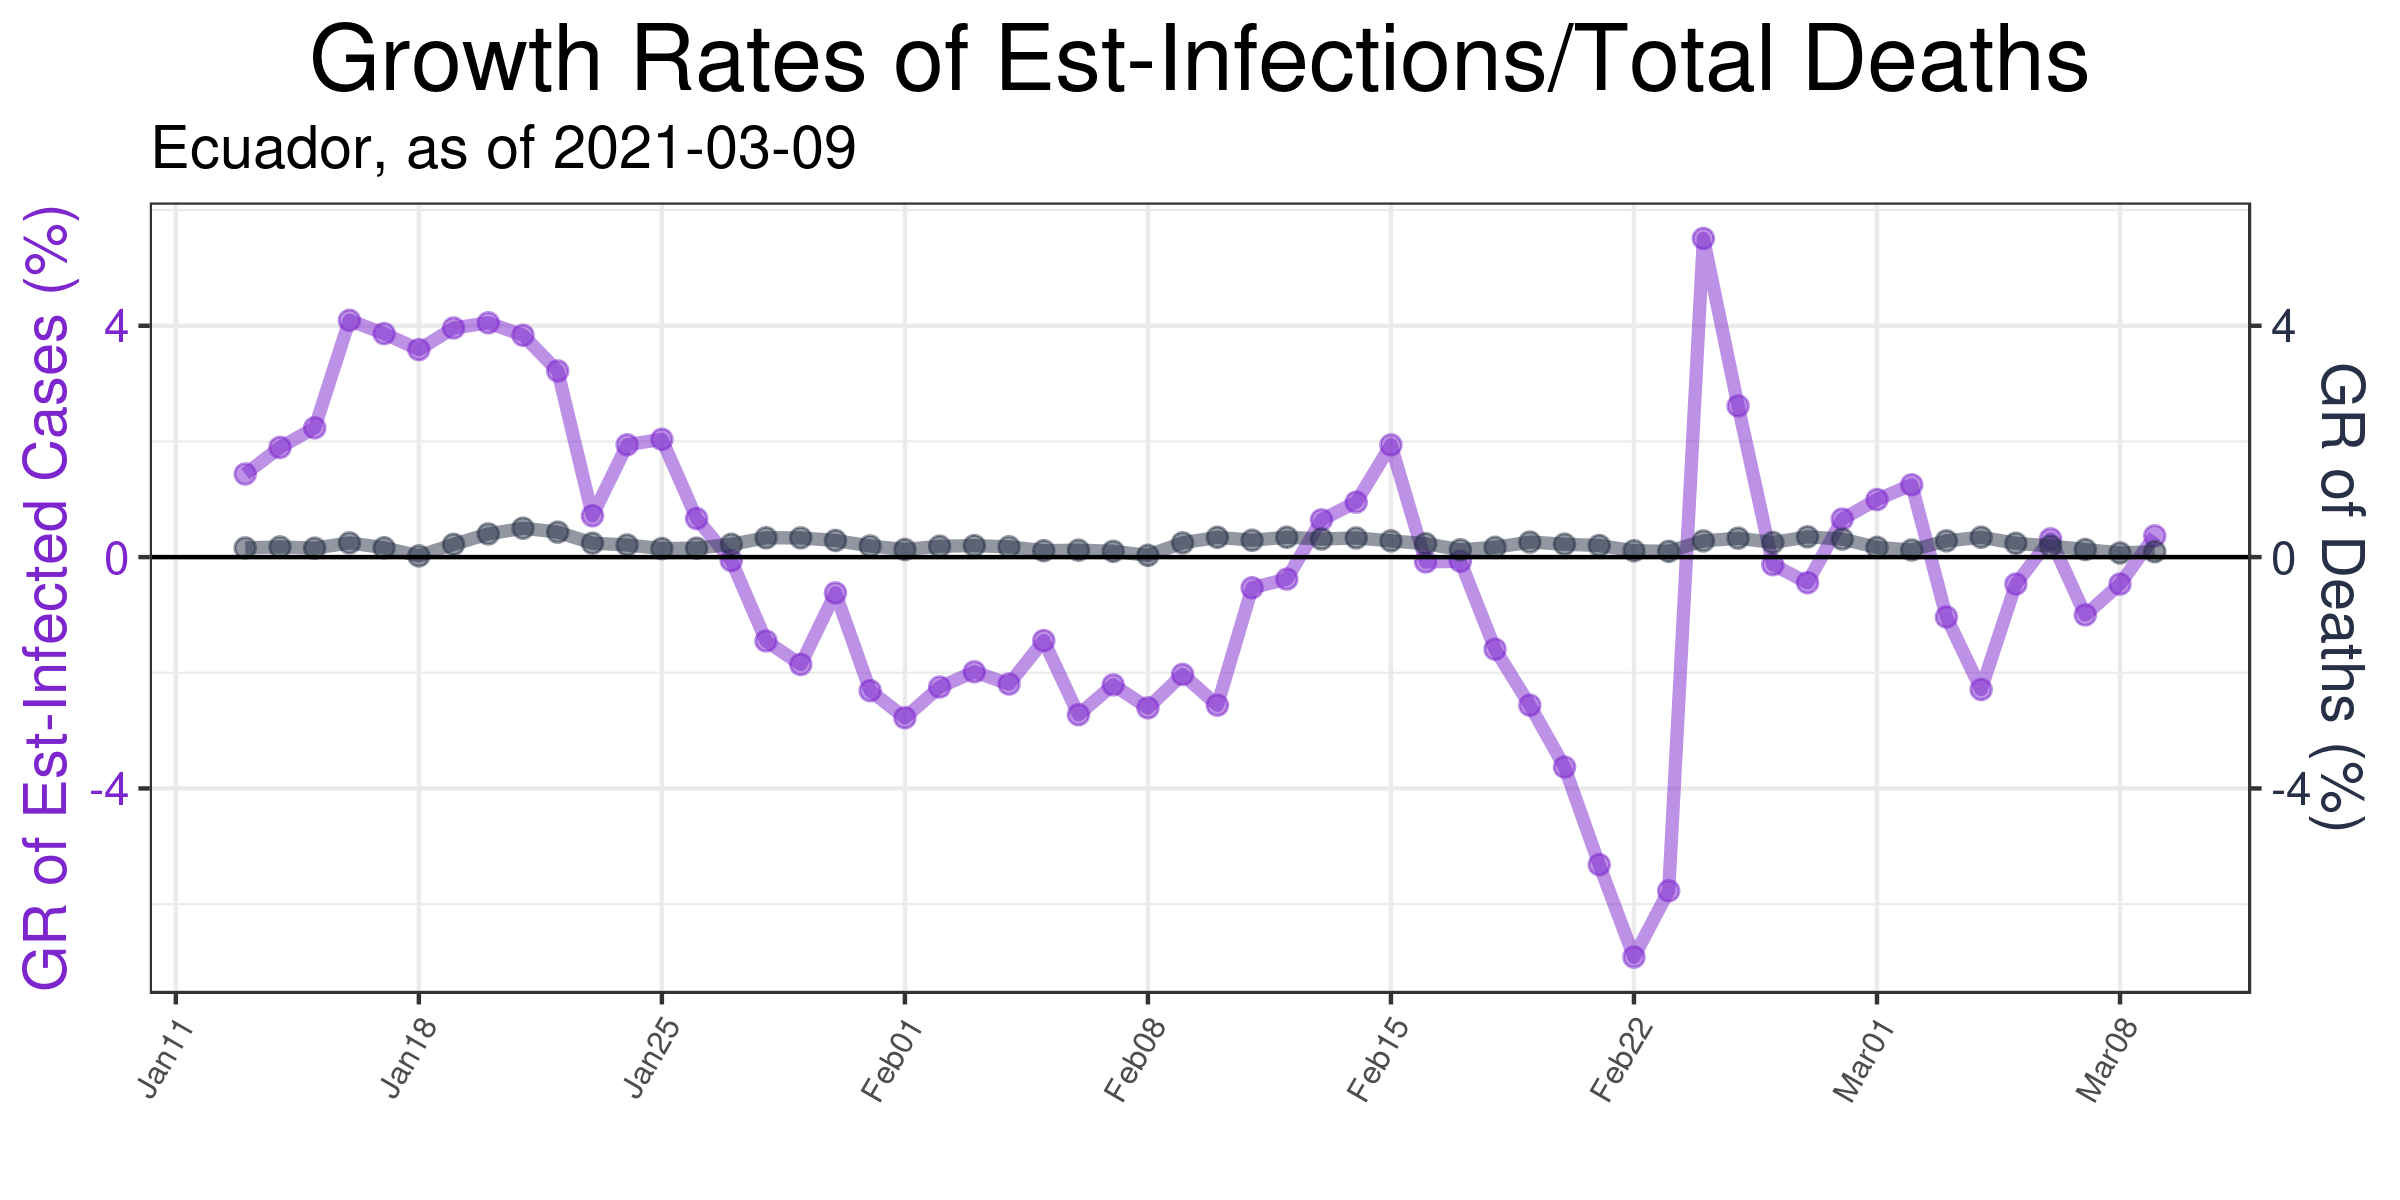 Growth Rates of Est-Infections/Total Deaths
Ecuador, as of 2021-03-09
GR of Est-Infected Cases (%)
4
0
-4
4
0
-4
GR of Deaths (%)
Jan11
Jan18
Jan25
Feb01
Feb08
Feb15
Feb22
Mar01
Mar08